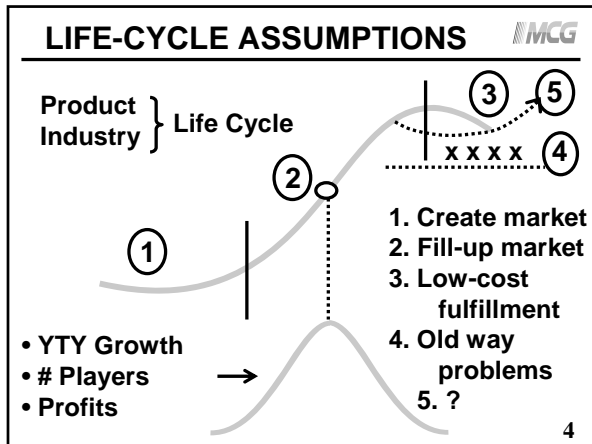 LIFE-CYCLE ASSUMPTIONS
MCG
Product
Industry
Life Cycle
1
2
3
5
x x x x
4
1. Create market
2. Fill-up market
3. Low-cost
fulfillment
4. Old way
problems
5. ?
• YTY Growth
• # Players
• Profits
4